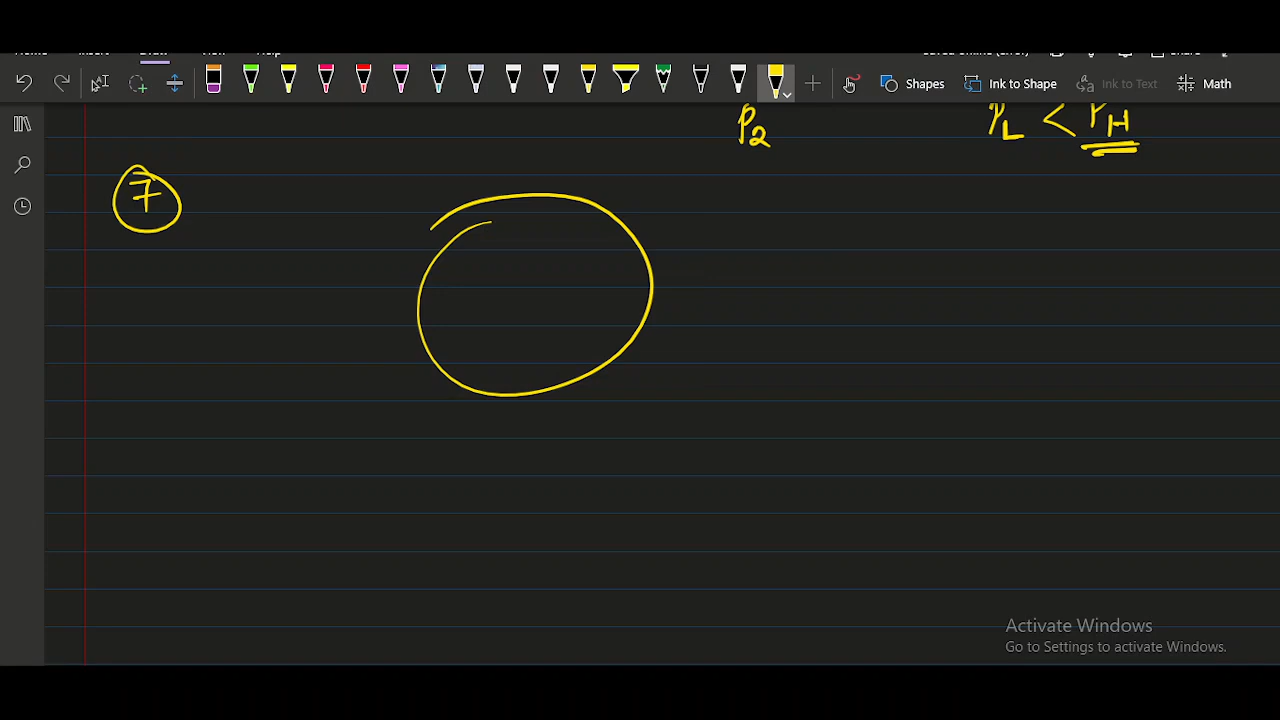 Shapes Ink to Shape Ink to Text Math
P2 PL < PH
7
Activate Windows
Go to Settings to activate Windows.